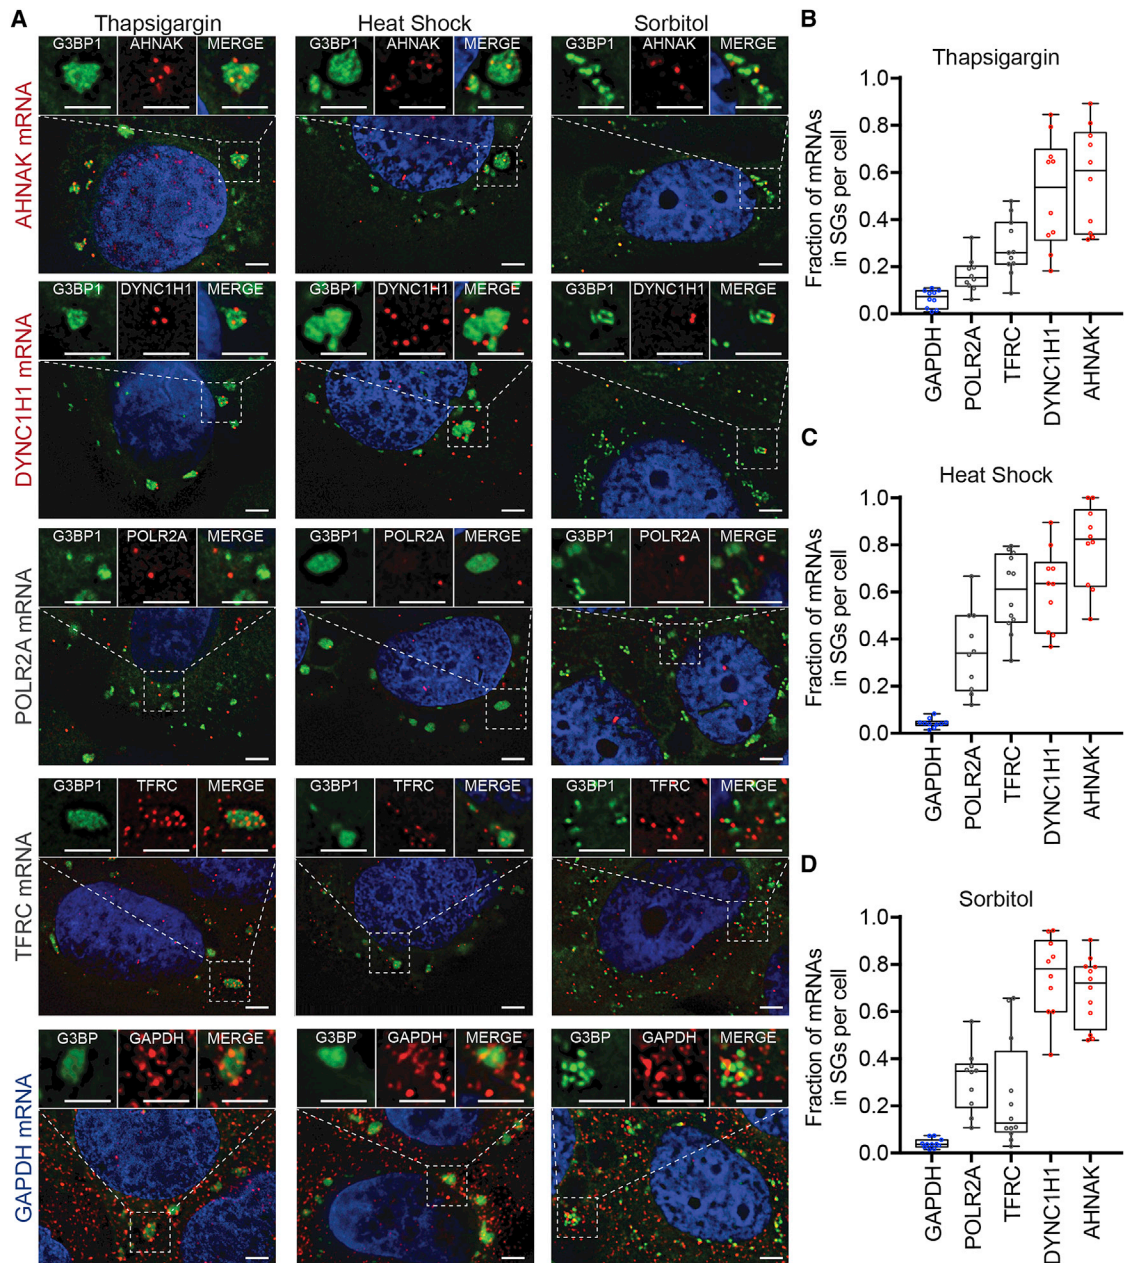 A
Thapsigargin Heat Shock Sorbitol
AHNAK mRNA
G3BP1 AHNAK MERGE G3BP1 AHNAK MERGE G3BP1 AHNAK MERGE
DYNC1H1 mRNA
G3BP1 DYNC1H1 MERGE G3BP1 DYNC1H1 MERGE G3BP1 DYNC1H1 MERGE
POLR2A mRNA
G3BP1 POLR2A MERGE G3BP1 POLR2A MERGE G3BP1 POLR2A MERGE
TFRC mRNA
G3BP1 TFRC MERGE G3BP1 TFRC MERGE G3BP1 TFRC MERGE
GAPDH mRNA
G3BP GAPDH MERGE G3BP GAPDH MERGE G3BP GAPDH MERGE
B
Thapsigargin
Fraction of mRNAs
in SGs per cell
1.0
0.8
0.6
0.4
0.2
0.0
GAPDH
POLR2A
TFRC
DYNC1H1
AHNAK
C
Heat Shock
Fraction of mRNAs
in SGs per cell
1.0
0.8
0.6
0.4
0.2
0.0
GAPDH
POLR2A
TFRC
DYNC1H1
AHNAK
D
Sorbitol
Fraction of mRNAs
in SGs per cell
1.0
0.8
0.6
0.4
0.2
0.0
GAPDH
POLR2A
TFRC
DYNC1H1
AHNAK